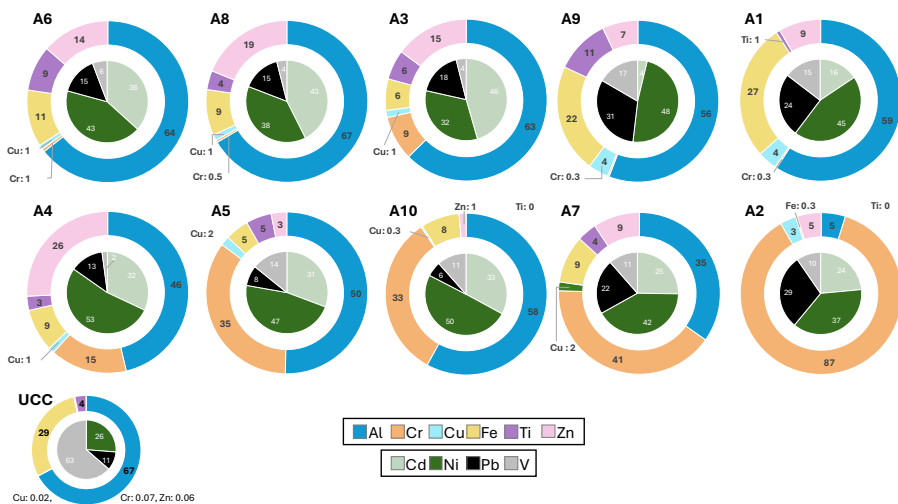 A6
14
9
11
64
Cu: 1
Cr: 1
6
15
36
43
A8
19
4
9
67
Cu: 1
Cr: 0.5
4
15
43
38
A3
15
6
6
9
63
Cu: 1
4
18
46
32
A9
7
11
22
4
56
Cr: 0.3
17
4
31
48
A1
Ti: 1
9
27
4
59
Cr: 0.3
15
16
24
45
A4
26
3
9
15
46
Cu: 1
13
2
32
53
A5
Cu: 2
5
5
3
35
50
14
8
31
47
A10
Zn: 1
Ti: 0
Cu: 0.3
8
33
58
11
6
33
50
A7
9
4
9
35
41
Cu : 2
11
22
25
42
A2
Fe: 0.3
Ti: 0
3
5
5
87
10
29
24
37
UCC
4
29
67
26
63
11
Cu: 0.02,
Cr: 0.07, Zn: 0.06
Al Cr Cu Fe Ti Zn
Cd Ni Pb V